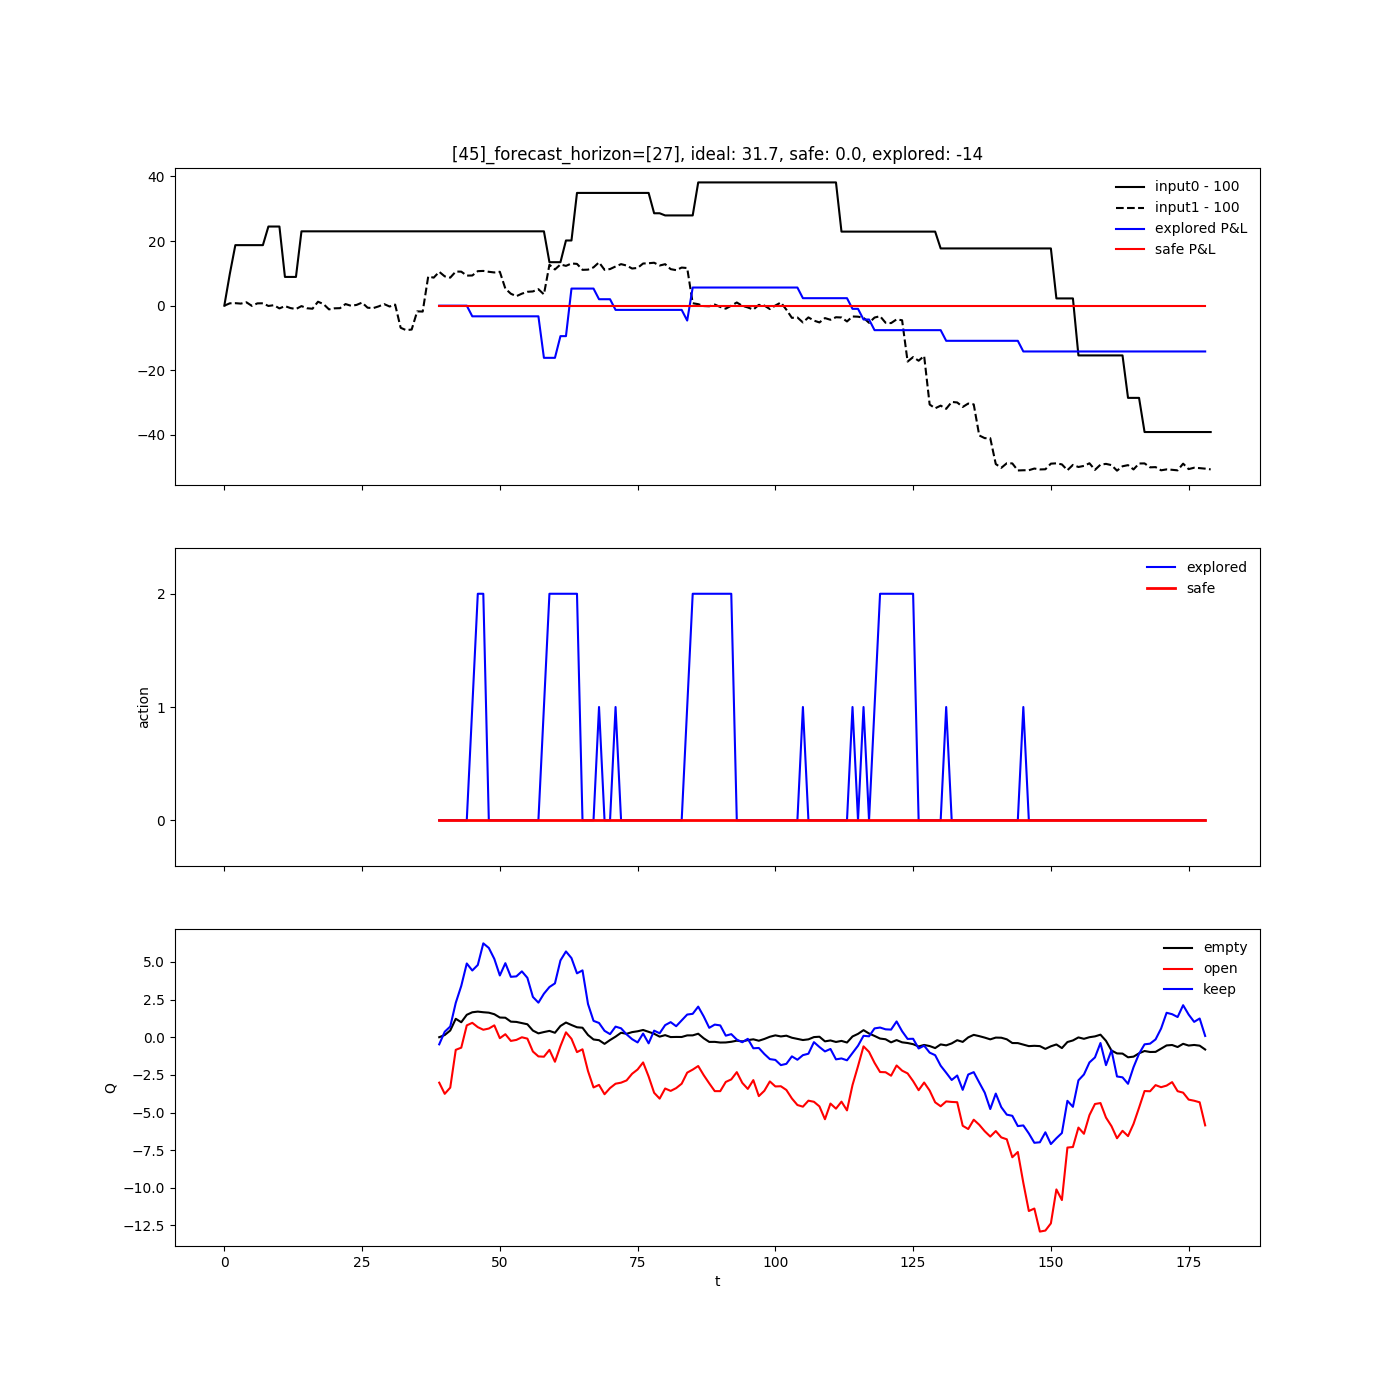 [45]_forecast_horizon=[27], ideal: 31.7, safe: 0.0, explored: -14
40
20
0
−20
−40
input0 - 100
input1 - 100
explored P&L
safe P&L
2
1
0
action
explored
safe
5.0
2.5
0.0
−2.5
−5.0
−7.5
−10.0
−12.5
Q
empty
open
keep
0 25 50 75 100 125 150 175
t